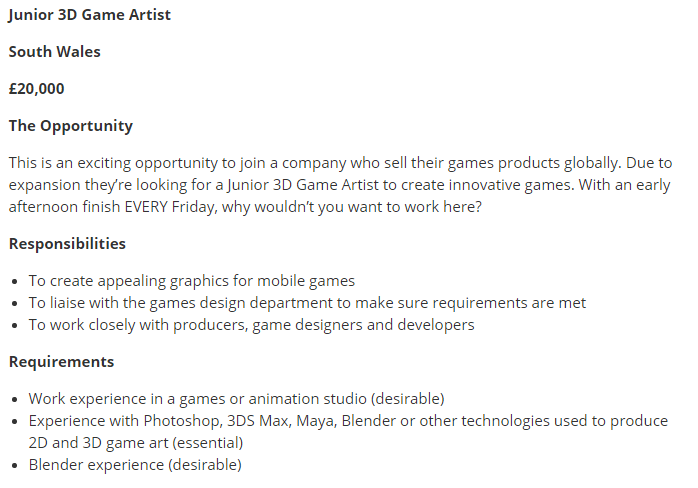 Junior 3D Game Artist
South Wales
£20,000
The Opportunity
This is an exciting opportunity to join a company who sell their games products globally. Due to
expansion they’re looking for a Junior 3D Game Artist to create innovative games. With an early
afternoon finish EVERY Friday, why wouldn’t you want to work here?
Responsibilities
• To create appealing graphics for mobile games
• To liaise with the games design department to make sure requirements are met
• To work closely with producers, game designers and developers
Requirements
• Work experience in a games or animation studio (desirable)
• Experience with Photoshop, 3DS Max, Maya, Blender or other technologies used to produce
2D and 3D game art (essential)
• Blender experience (desirable)